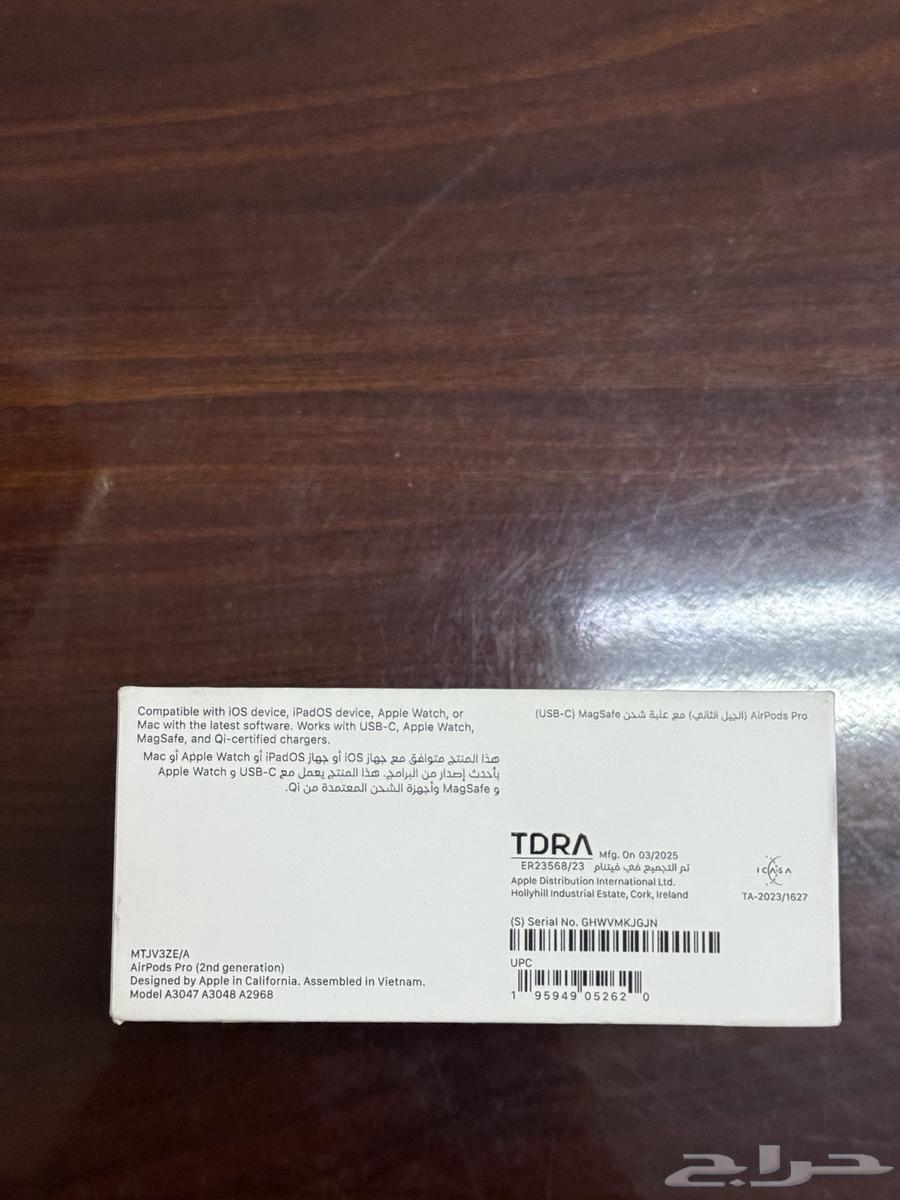 Compatible with iOS device, iPadOS device, Apple Watch, or
Mac with the latest software. Works with USB-C, Apple Watch,
MagSafe, and Qi-certified chargers.
هذا المنتج متوافق مع جهاز iOS أو جهاز iPadOS أو Apple Watch أو Mac
بأحدث إصدار من البرامج. هذا المنتج يعمل مع USB-C و Apple Watch
و MagSafe وأجهزة الشحن المعتمدة من Qi.
AirPods Pro (الجيل الثاني) مع علبة شحن MagSafe (USB-C)
TDRA
ER23568/23
Mfg. On 03/2025
تم التجميع في فيتنام
Apple Distribution International Ltd.
Hollyhill Industrial Estate, Cork, Ireland
ICASA
TA-2023/1627
(S) Serial No. GHWVMKJGJN
UPC
1 95949 05262 0
MTJV3ZE/A
AirPods Pro (2nd generation)
Designed by Apple in California. Assembled in Vietnam.
Model A3047 A3048 A2968
حراج